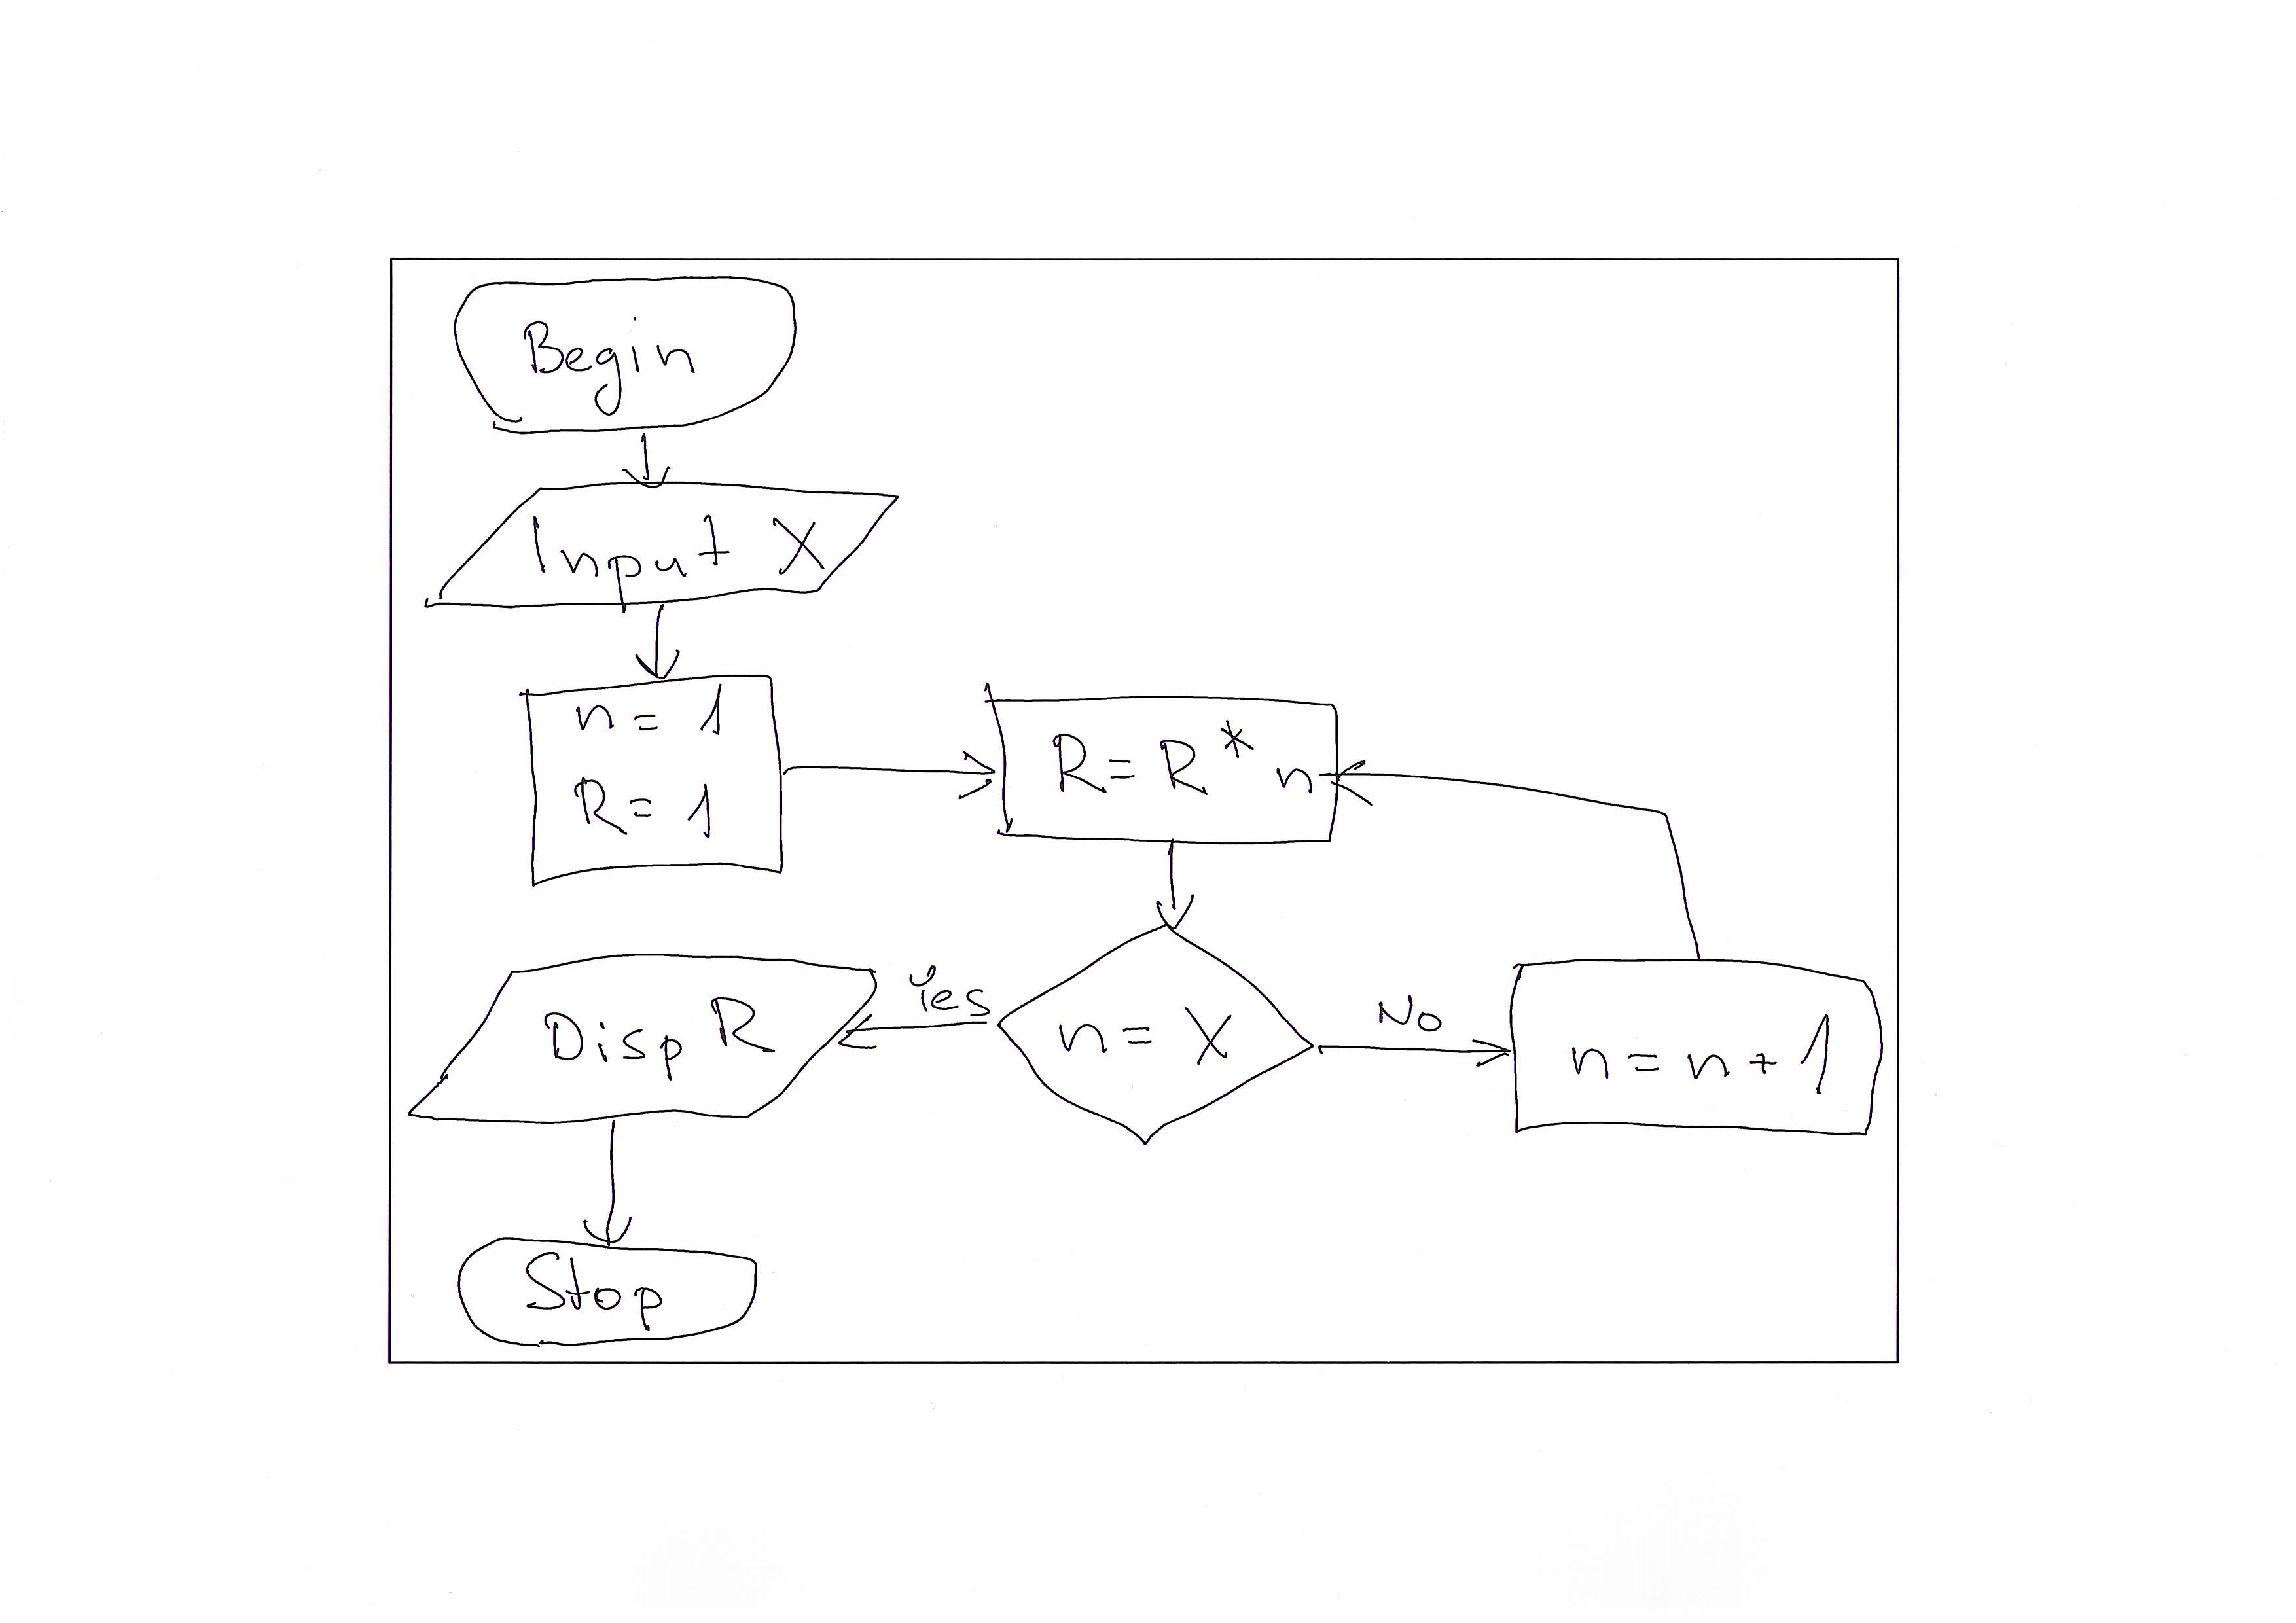 Begin
Input X
n = 1
R = 1
R = R * n
n = X
Yes
No
n = n + 1
Disp R
Stop